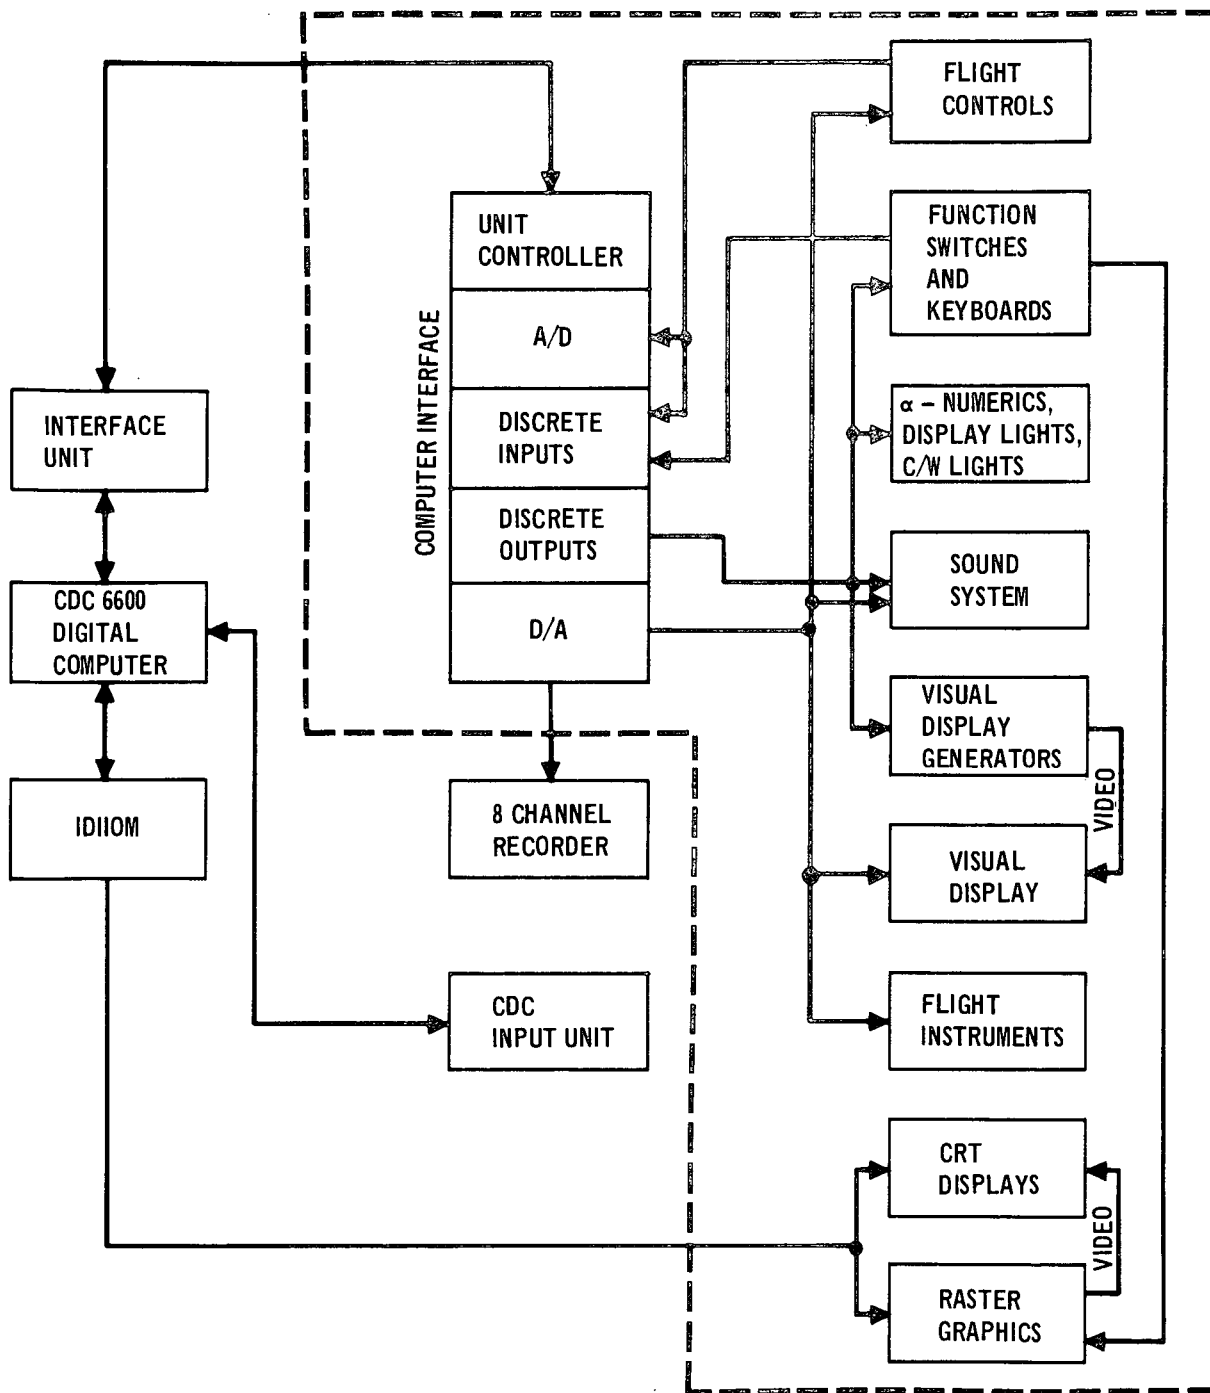 FLIGHT
CONTROLS
UNIT
CONTROLLER
A/D
DISCRETE
INPUTS
DISCRETE
OUTPUTS
D/A
COMPUTER INTERFACE
FUNCTION
SWITCHES
AND
KEYBOARDS
α - NUMERICS,
DISPLAY LIGHTS,
C/W LIGHTS
INTERFACE
UNIT
SOUND
SYSTEM
CDC 6600
DIGITAL
COMPUTER
VISUAL
DISPLAY
GENERATORS
VIDEO
IDIIOM
8 CHANNEL
RECORDER
VISUAL
DISPLAY
CDC
INPUT UNIT
FLIGHT
INSTRUMENTS
CRT
DISPLAYS
VIDEO
RASTER
GRAPHICS